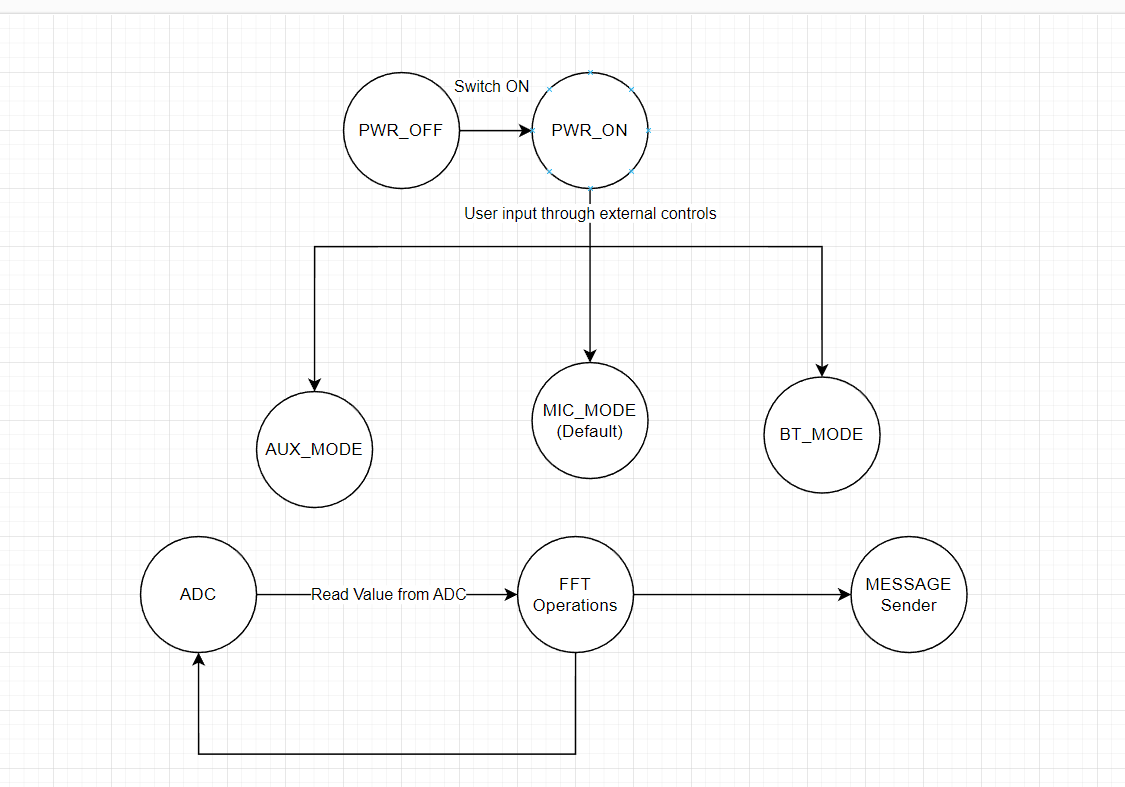 Switch ON
PWR_OFF
PWR_ON
User input through external controls
MIC_MODE
(Default)
BT_MODE
AUX_MODE
ADC
Read Value from ADC
FFT
Operations
MESSAGE
Sender